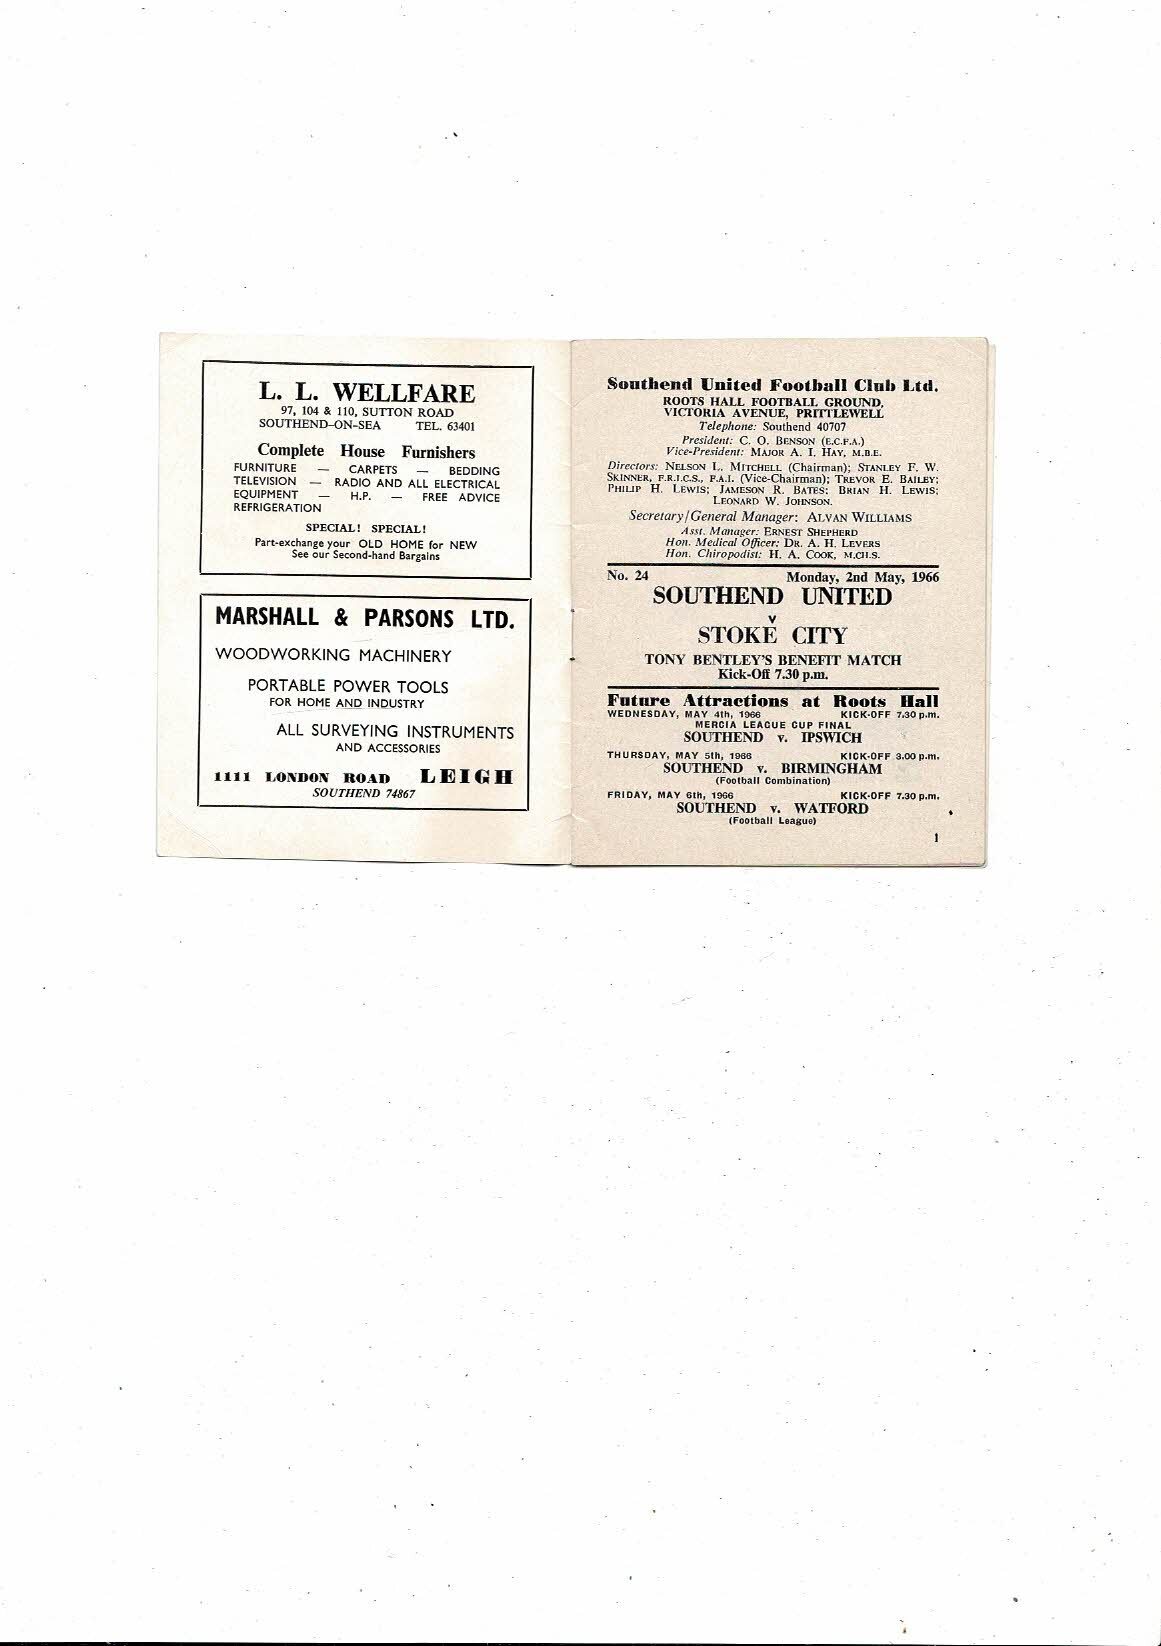 L. L. WELLFARE
97, 104 & 110, SUTTON ROAD
SOUTHEND-ON-SEA TEL. 63401
Complete House Furnishers
FURNITURE — CARPETS — BEDDING
TELEVISION — RADIO AND ALL ELECTRICAL
EQUIPMENT — H.P. — FREE ADVICE
REFRIGERATION
SPECIAL! SPECIAL!
Part-exchange your OLD HOME for NEW
See our Second-hand Bargains
MARSHALL & PARSONS LTD.
WOODWORKING MACHINERY
PORTABLE POWER TOOLS
FOR HOME AND INDUSTRY
ALL SURVEYING INSTRUMENTS
AND ACCESSORIES
1111 LONDON ROAD LEIGH
SOUTHEND 74867
Southend United Football Club Ltd.
ROOTS HALL FOOTBALL GROUND,
VICTORIA AVENUE, PRITTLEWELL
Telephone: Southend 40707
President: C. O. BENSON (E.C.F.A.)
Vice-President: MAJOR A. I. HAY, M.B.E.
Directors: NELSON L. MITCHELL (Chairman); STANLEY F. W.
SKINNER, F.R.I.C.S., F.A.I. (Vice-Chairman); TREVOR E. BAILEY;
PHILIP H. LEWIS; JAMESON R. BATES; BRIAN H. LEWIS;
LEONARD W. JOHNSON.
Secretary/General Manager: ALVAN WILLIAMS
Asst. Manager: ERNEST SHEPHERD
Hon. Medical Officer: DR. A. H. LEVERS
Hon. Chiropodist: H. A. COOK, M.CH.S.
No. 24 Monday, 2nd May, 1966
SOUTHEND UNITED
v
STOKE CITY
TONY BENTLEY'S BENEFIT MATCH
Kick-Off 7.30 p.m.
Future Attractions at Roots Hall
WEDNESDAY, MAY 4th, 1966 KICK-OFF 7.30 p.m.
MERCIA LEAGUE CUP FINAL
SOUTHEND v. IPSWICH
THURSDAY, MAY 5th, 1966 KICK-OFF 3.00 p.m.
SOUTHEND v. BIRMINGHAM
(Football Combination)
FRIDAY, MAY 6th, 1966 KICK-OFF 7.30 p.m.
SOUTHEND v. WATFORD
(Football League)
1